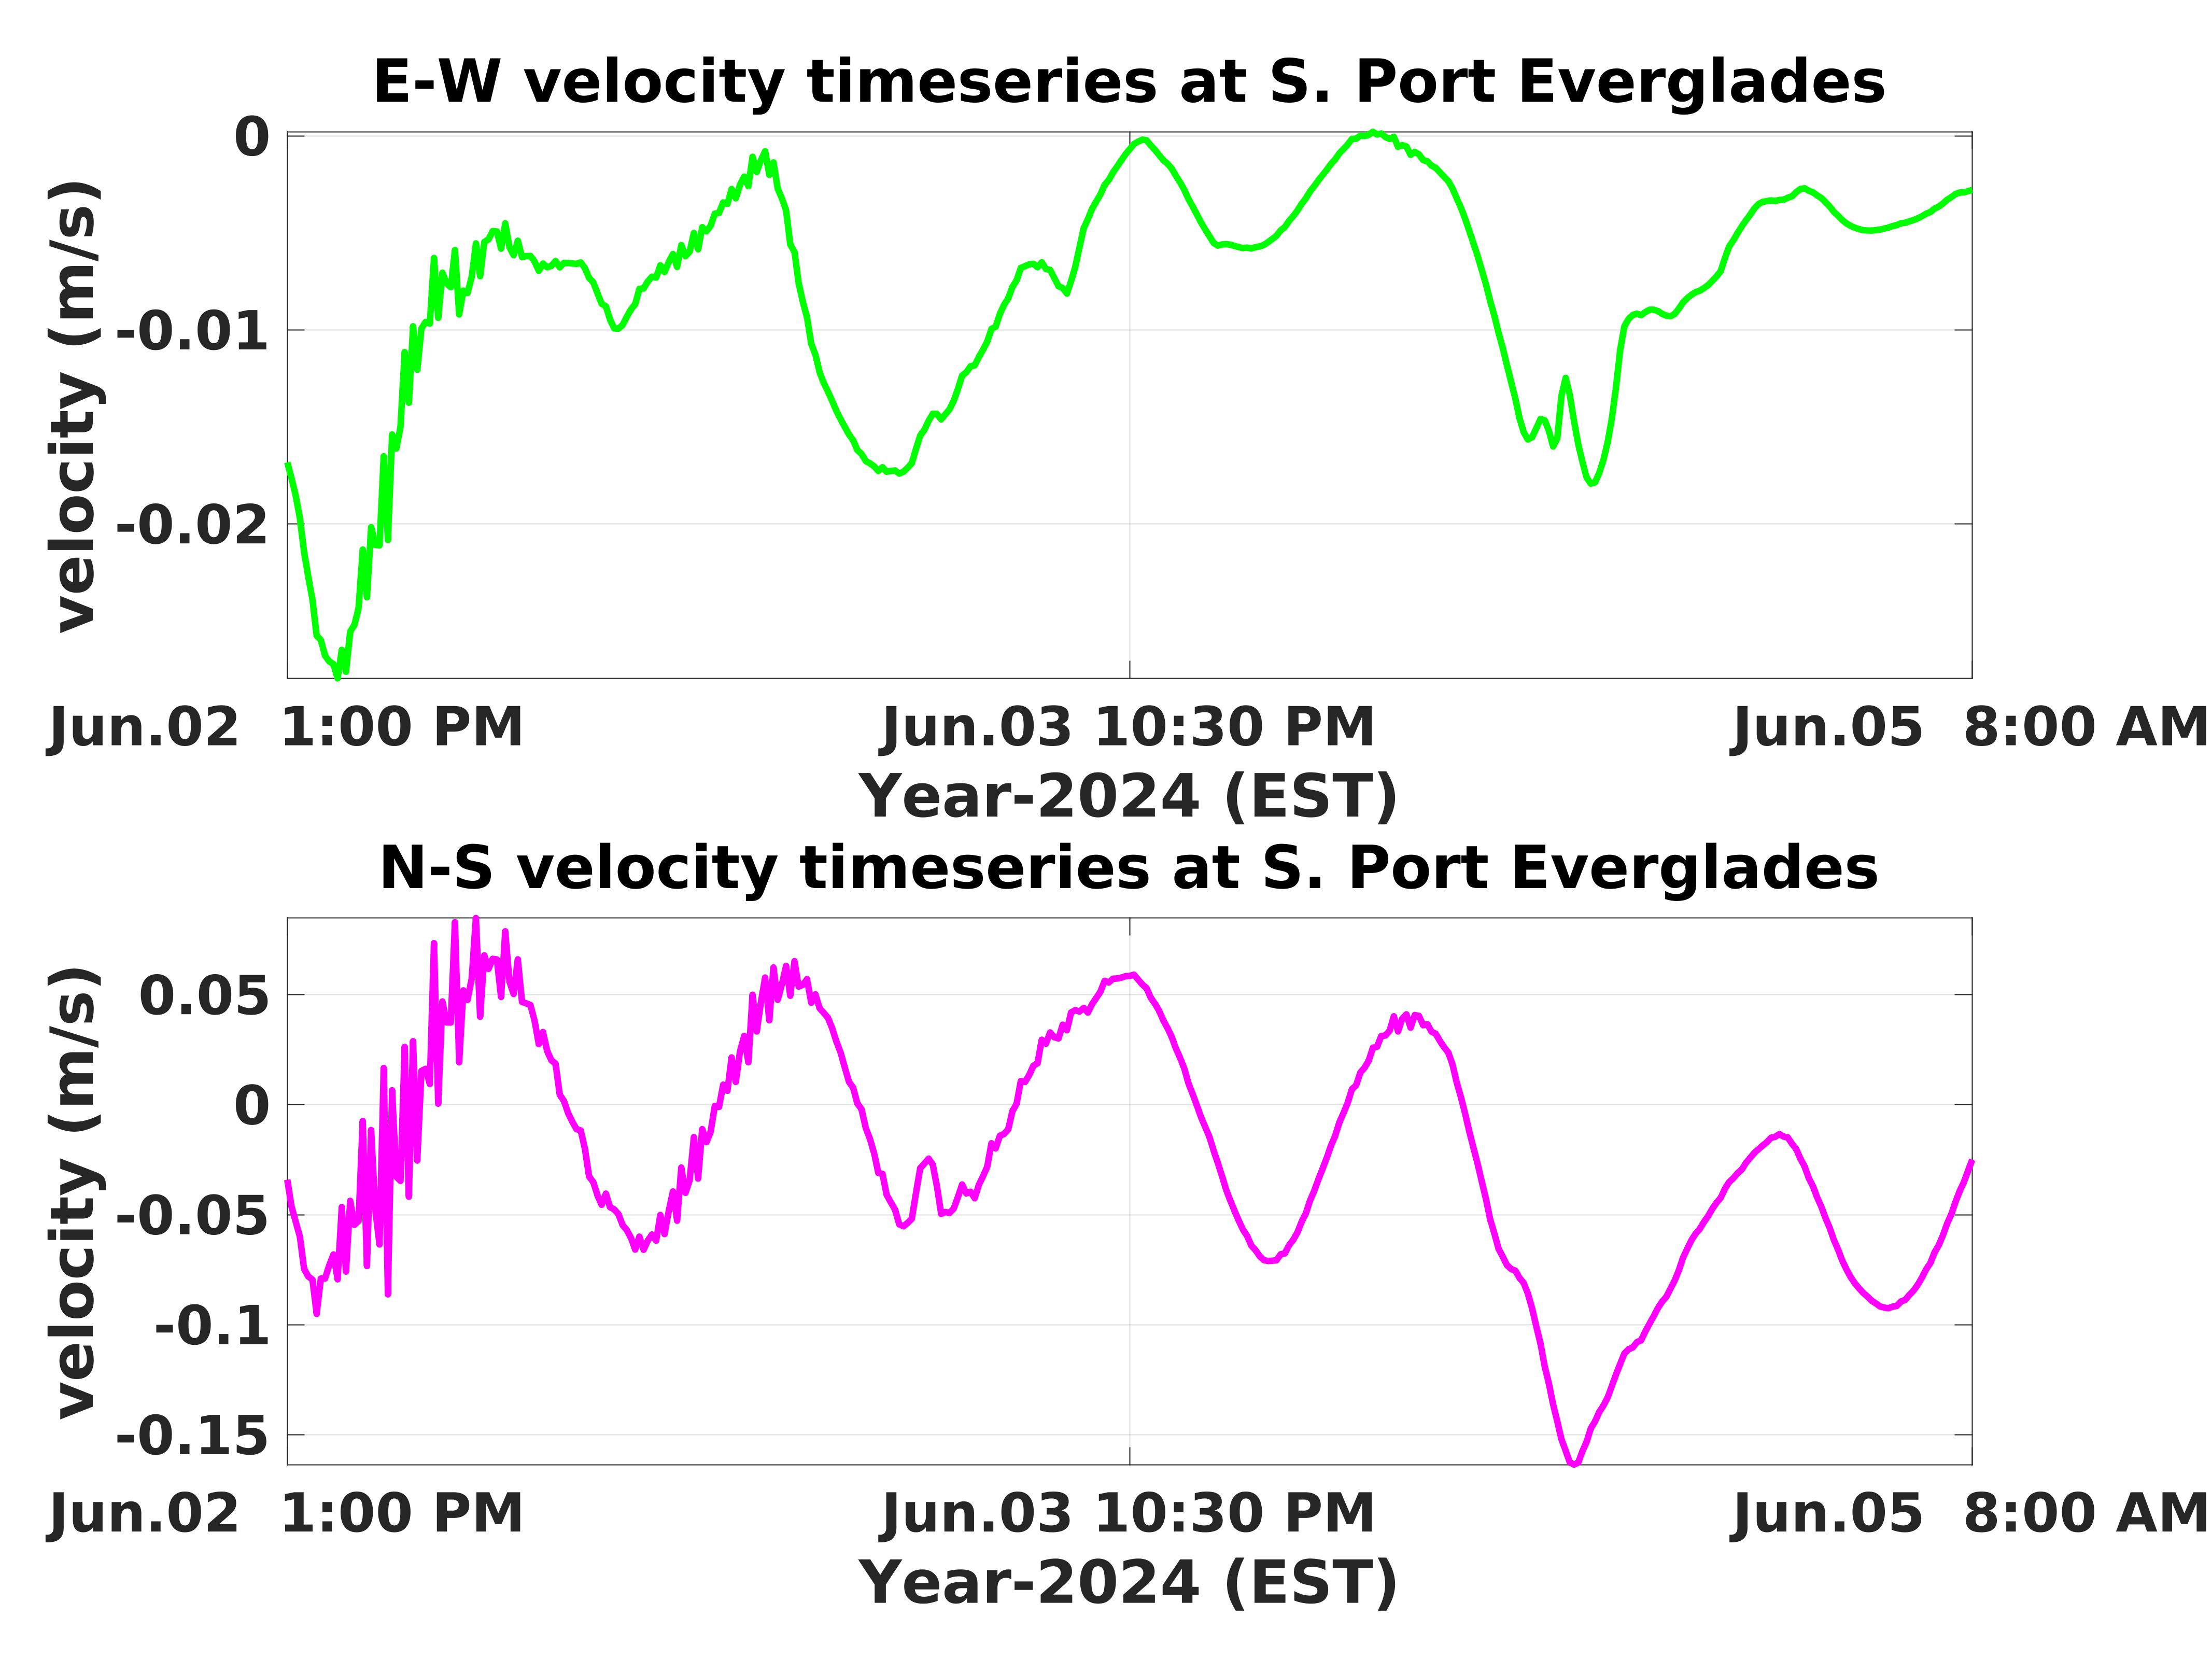 E-W velocity timeseries at S. Port Everglades
velocity (m/s)
0
-0.01
-0.02
Jun.02  1:00 PM Jun.03 10:30 PM Jun.05  8:00 AM
Year-2024 (EST)
N-S velocity timeseries at S. Port Everglades
velocity (m/s)
0.05
0
-0.05
-0.1
-0.15
Jun.02  1:00 PM Jun.03 10:30 PM Jun.05  8:00 AM
Year-2024 (EST)